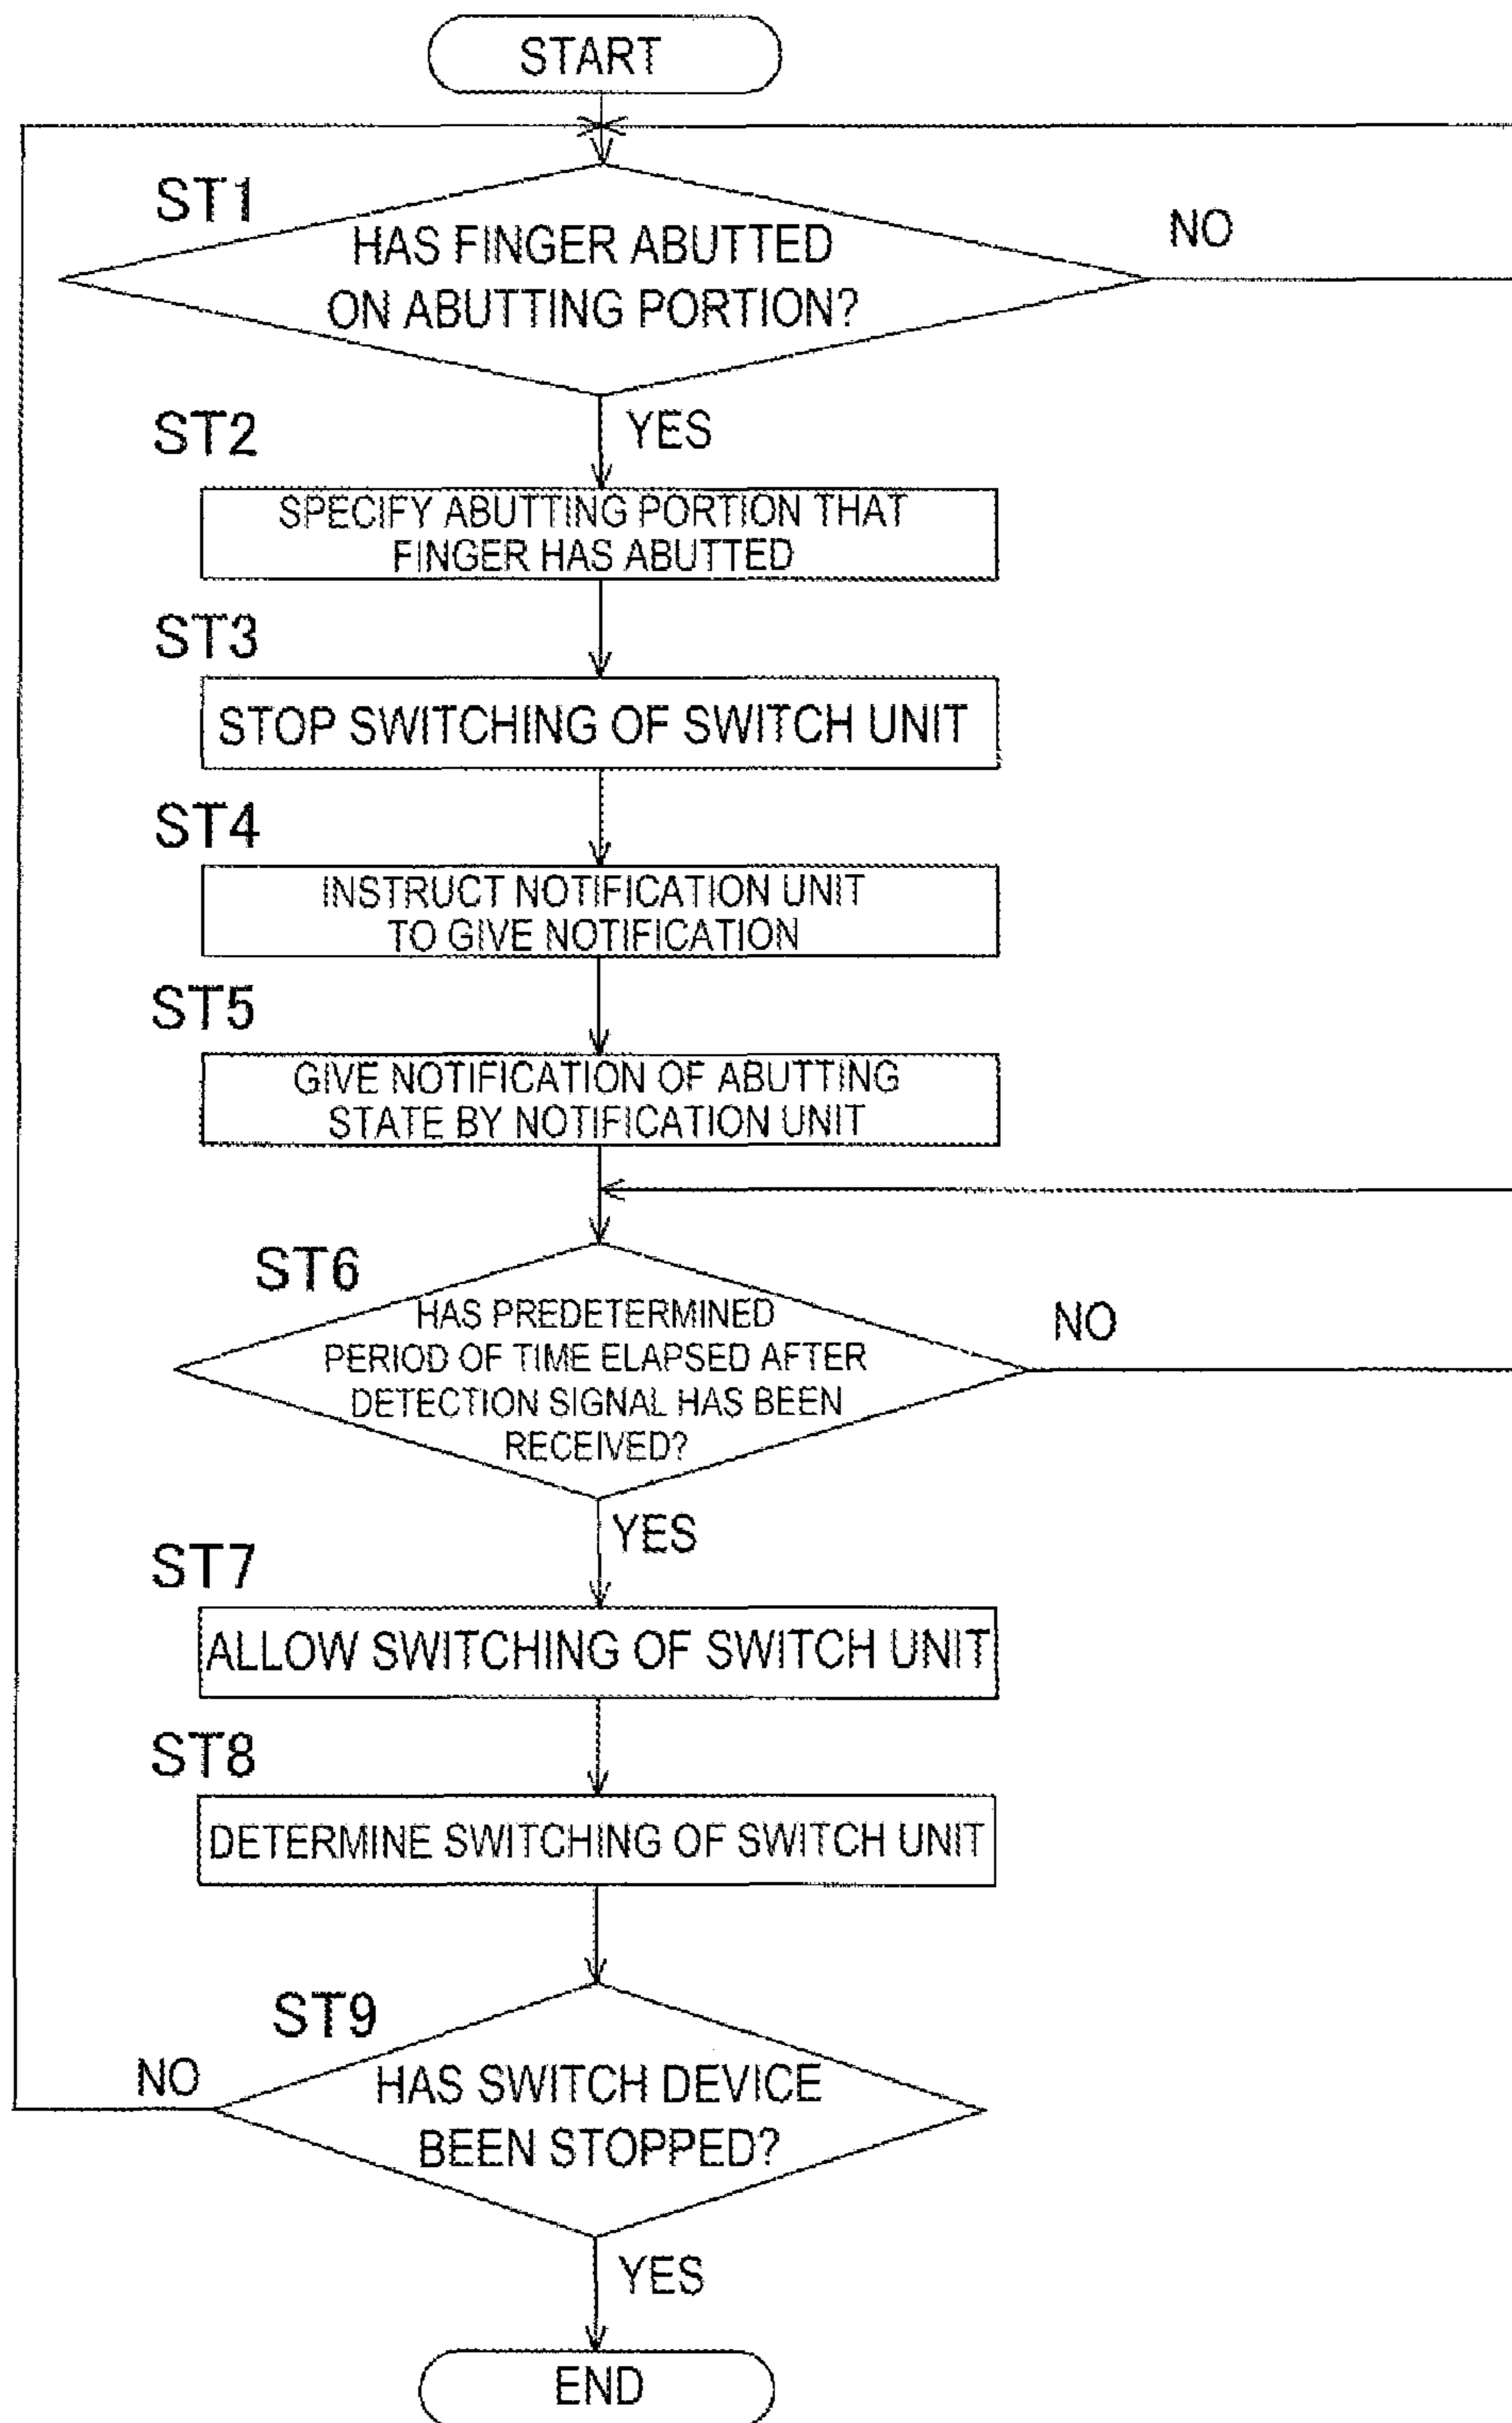 START
ST1
HAS FINGER ABUTTED
ON ABUTTING PORTION?
NO
YES
ST2
SPECIFY ABUTTING PORTION THAT
FINGER HAS ABUTTED
ST3
STOP SWITCHING OF SWITCH UNIT
ST4
INSTRUCT NOTIFICATION UNIT
TO GIVE NOTIFICATION
ST5
GIVE NOTIFICATION OF ABUTTING
STATE BY NOTIFICATION UNIT
ST6
HAS PREDETERMINED
PERIOD OF TIME ELAPSED AFTER
DETECTION SIGNAL HAS BEEN
RECEIVED?
NO
YES
ST7
ALLOW SWITCHING OF SWITCH UNIT
ST8
DETERMINE SWITCHING OF SWITCH UNIT
ST9
HAS SWITCH DEVICE
BEEN STOPPED?
NO
YES
END